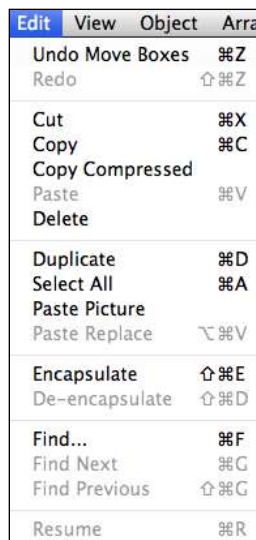 Edit View Object Arra
Undo Move Boxes ⌘Z
Redo ⇧⌘Z
Cut ⌘X
Copy ⌘C
Copy Compressed
Paste ⌘V
Delete
Duplicate ⌘D
Select All ⌘A
Paste Picture
Paste Replace ⌥⌘V
Encapsulate ⇧⌘E
De-encapsulate ⇧⌘D
Find... ⌘F
Find Next ⌘G
Find Previous ⇧⌘G
Resume ⌘R